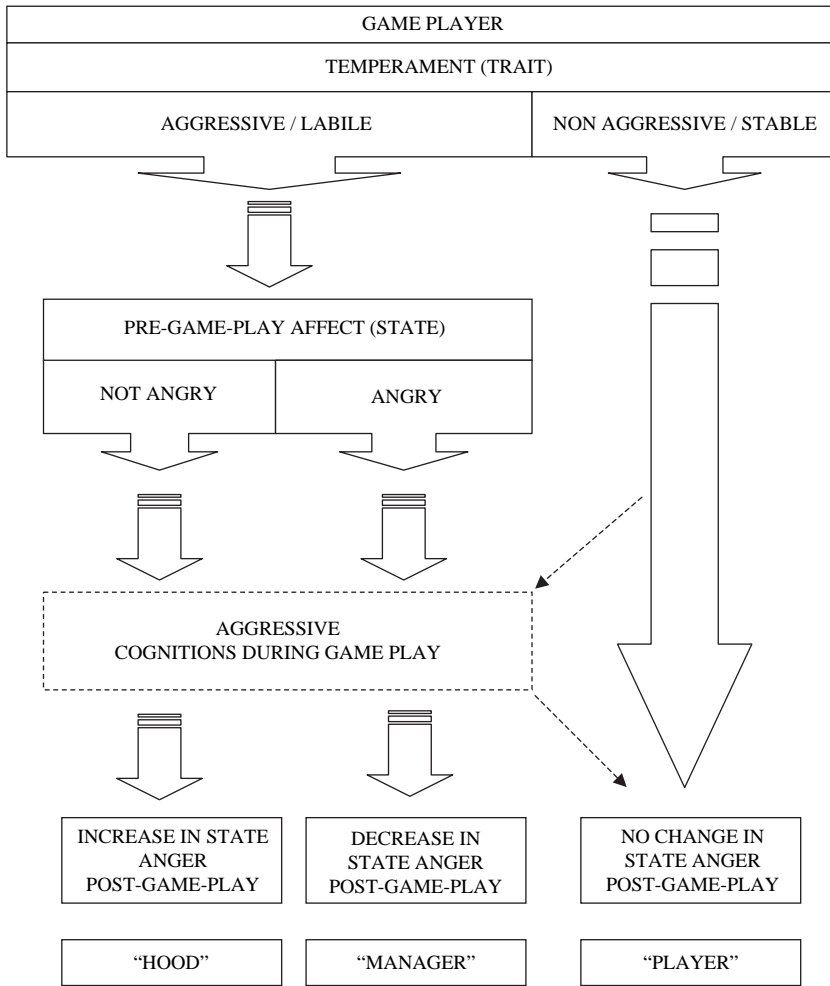 GAME PLAYER
TEMPERAMENT (TRAIT)
AGGRESSIVE / LABILE
NON AGGRESSIVE / STABLE
PRE-GAME-PLAY AFFECT (STATE)
NOT ANGRY
ANGRY
AGGRESSIVE
COGNITIONS DURING GAME PLAY
INCREASE IN STATE
ANGER
POST-GAME-PLAY
DECREASE IN
STATE ANGER
POST-GAME-PLAY
NO CHANGE IN
STATE ANGER
POST-GAME-PLAY
“HOOD”
“MANAGER”
“PLAYER”